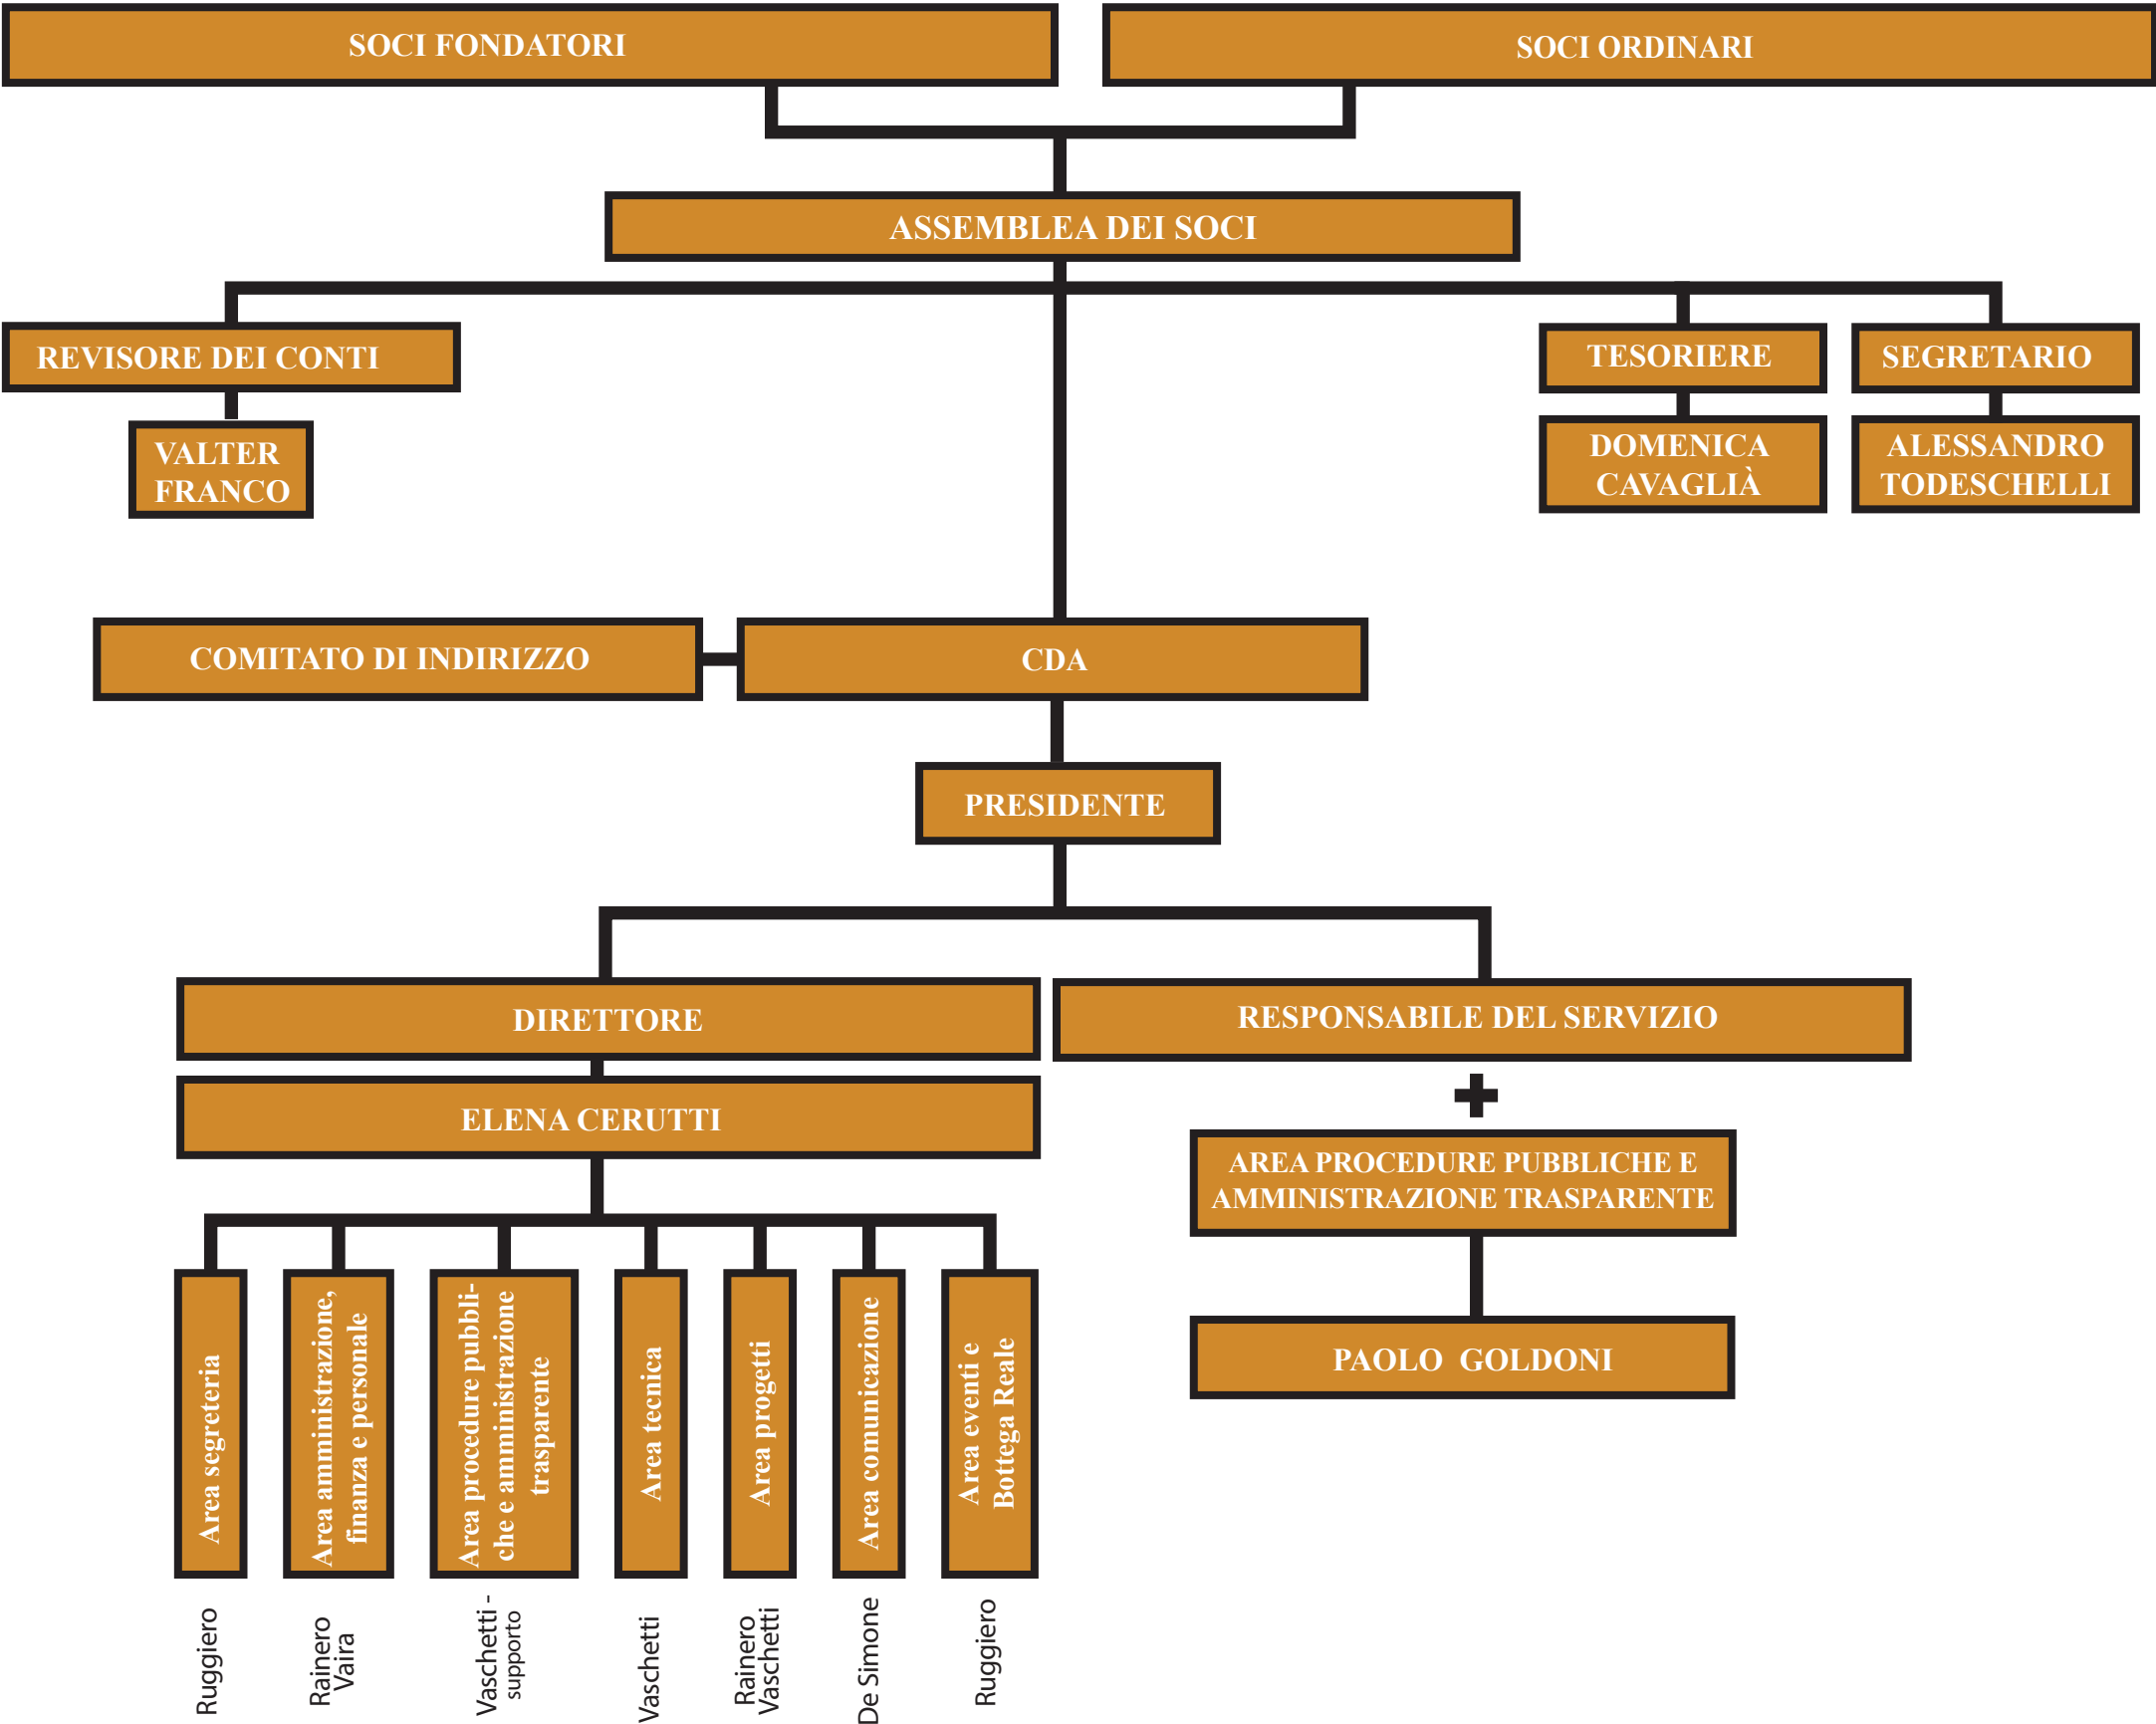 SOCI FONDATORI
SOCI ORDINARI
ASSEMBLEA DEI SOCI
REVISORE DEI CONTI
TESORIERE
SEGRETARIO
VALTER
FRANCO
DOMENICA
CAVAGLIÀ
ALESSANDRO
TODESCHELLI
COMITATO DI INDIRIZZO
CDA
PRESIDENTE
DIRETTORE
RESPONSABILE DEL SERVIZIO
ELENA CERUTTI
AREA PROCEDURE PUBBLICHE E
AMMINISTRAZIONE TRASPARENTE
PAOLO GOLDONI
Area segreteria
Area amministrazione,
finanza e personale
Area procedure pubbli-
che e amministrazione
trasparente
Area tecnica
Area progetti
Area comunicazione
Area eventi e
Bottega Reale
Ruggiero
Rainero
Vaira
Vaschetti -
supporto
Vaschetti
Rainero
Vaschetti
De Simone
Ruggiero